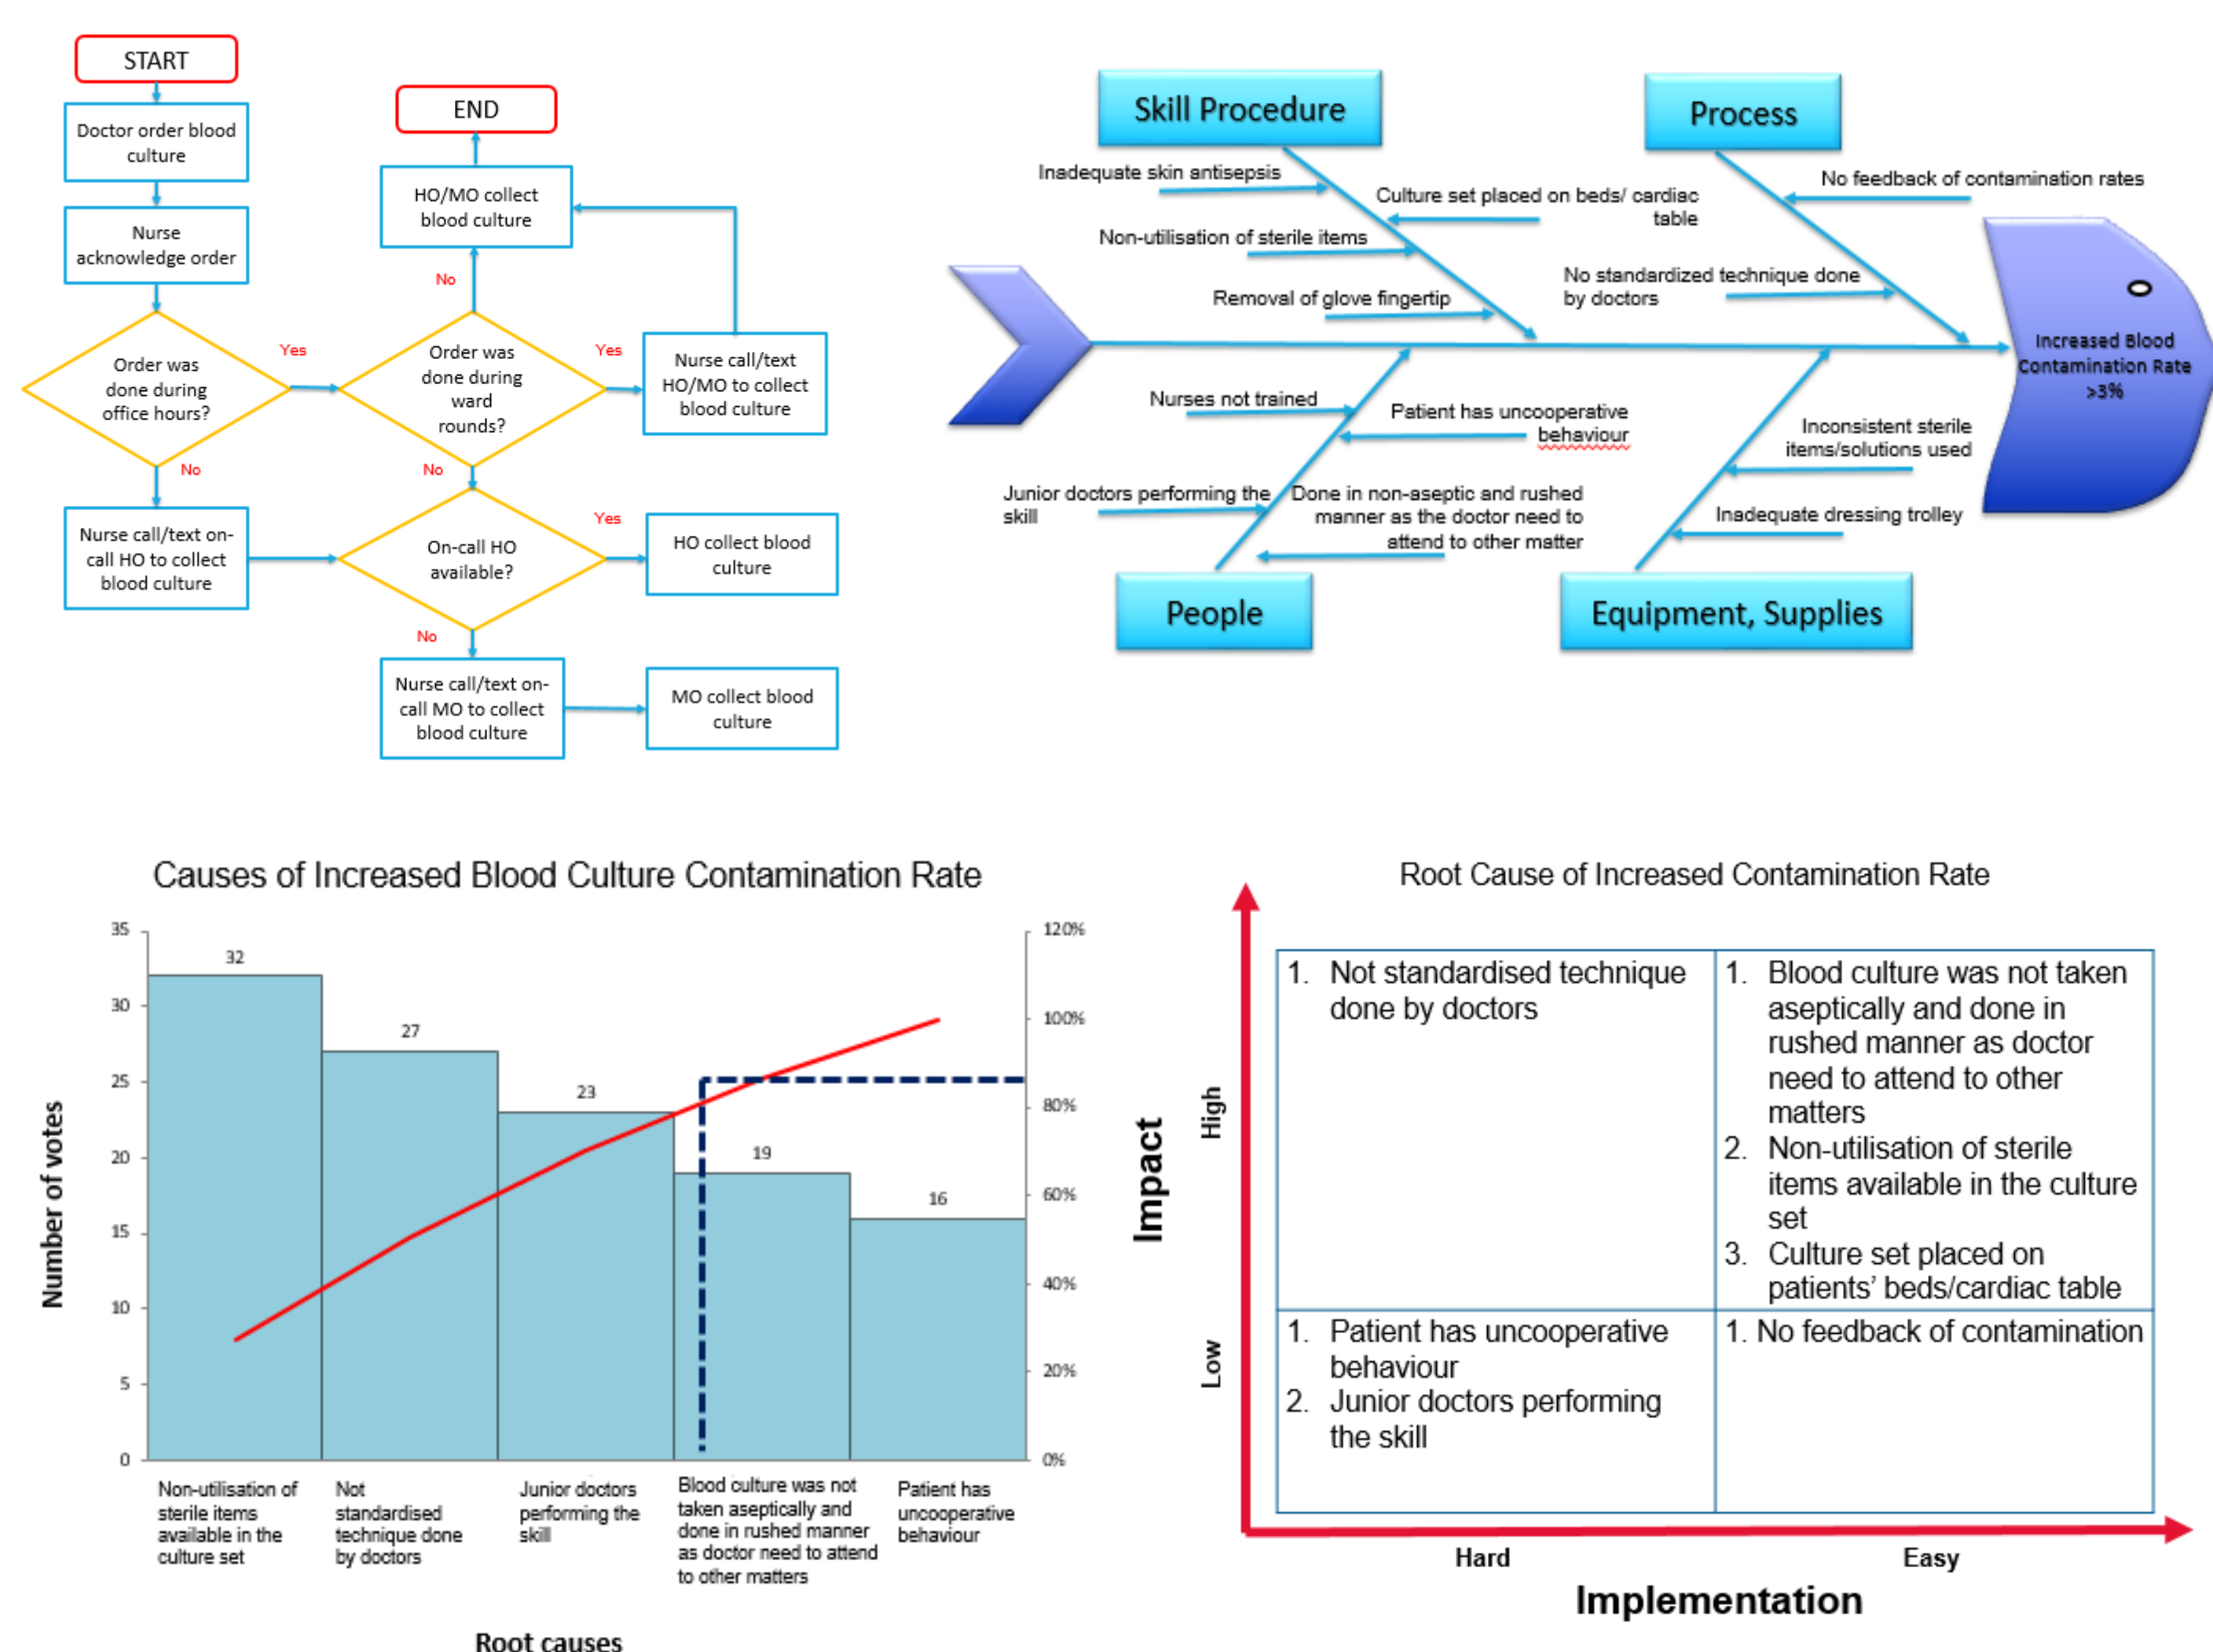 START
Doctor order blood
culture
Nurse
acknowledge order
Order was
done during
office hours?
Yes
No
Nurse call/text on-
call HO to collect
blood culture
END
HO/MO collect
blood culture
No
Order was
done during
ward
rounds?
Yes
Nurse call/text
HO/MO to collect
blood culture
No
On-call HO
available?
Yes
HO collect blood
culture
No
Nurse call/text on-
call MO to collect
blood culture
MO collect blood
culture
Skill Procedure
Inadequate skin antisepsis
Culture set placed on beds/ cardiac
table
Non-utilisation of sterile items
Removal of glove fingertip
Process
No feedback of contamination rates
No standardized technique done
by doctors
Increased Blood
Contamination Rate
>3%
Nurses not trained
Patient has uncooperative
behaviour
Junior doctors performing the
skill
Done in non-aseptic and rushed
manner as the doctor need to
attend to other matter
People
Inconsistent sterile
items/solutions used
Inadequate dressing trolley
Equipment, Supplies
Causes of Increased Blood Culture Contamination Rate
Number of votes
35
30
25
20
15
10
5
0
32
27
23
19
16
120%
100%
80%
60%
40%
20%
0%
Non-utilisation of
sterile items
available in the
culture set
Not
standardised
technique done
by doctors
Junior doctors
performing the
skill
Blood culture was not
taken aseptically and
done in rushed manner
as doctor need to attend
to other matters
Patient has
uncooperative
behaviour
Root causes
Root Cause of Increased Contamination Rate
Impact
High
Low
1. Not standardised technique
done by doctors
1. Blood culture was not taken
aseptically and done in
rushed manner as doctor
need to attend to other
matters
2. Non-utilisation of sterile
items available in the culture
set
3. Culture set placed on
patients' beds/cardiac table
1. Patient has uncooperative
behaviour
2. Junior doctors performing
the skill
1. No feedback of contamination
Hard
Easy
Implementation